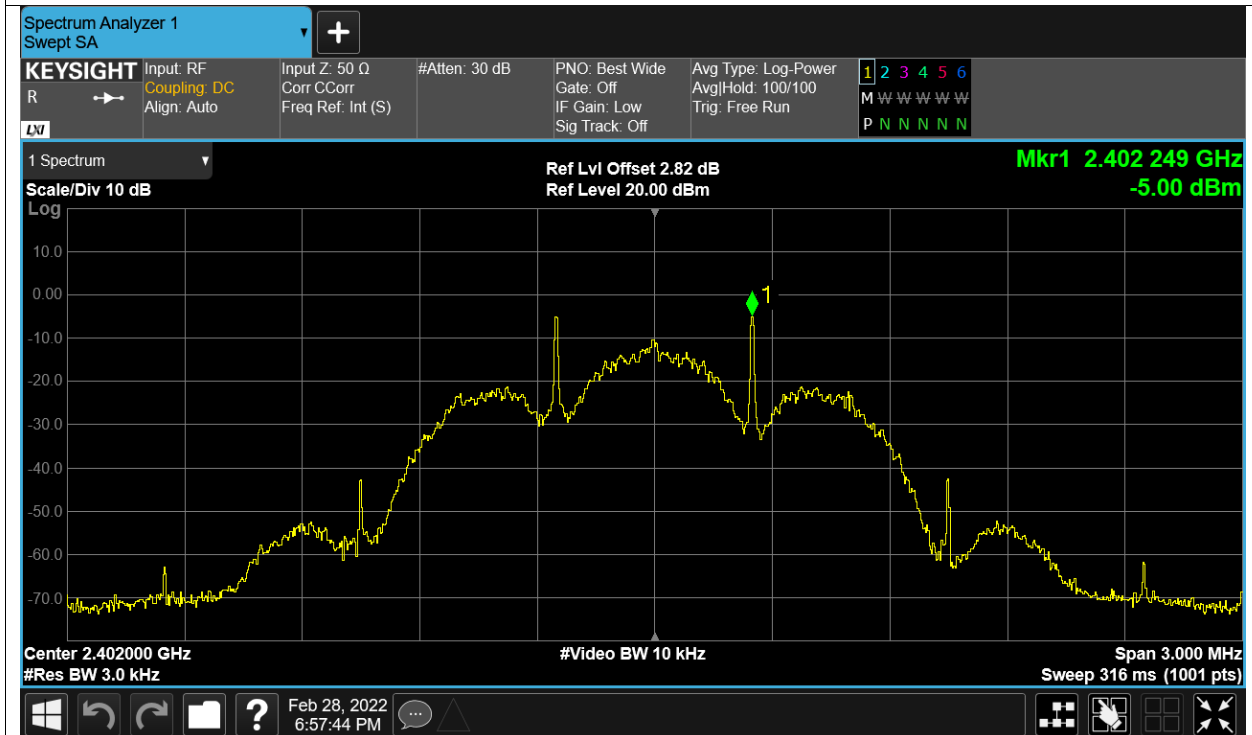 Spectrum Analyzer 1
Swept SA
+
KEYSIGHT
R
LXI
Input: RF
Coupling: DC
Align: Auto
Input Z: 50 Ω
Corr CCorr
Freq Ref: Int (S)
#Atten: 30 dB
PNO: Best Wide
Gate: Off
IF Gain: Low
Sig Track: Off
Avg Type: Log-Power
Avg|Hold: 100/100
Trig: Free Run
1 2 3 4 5 6
M W W W W W
P N N N N N N
1 Spectrum
Scale/Div 10 dB
Log
Ref Lvl Offset 2.82 dB
Ref Level 20.00 dBm
Mkr1 2.402 249 GHz
-5.00 dBm
10.0
0.00
-10.0
-20.0
-30.0
-40.0
-50.0
-60.0
-70.0
1
Center 2.402000 GHz
#Res BW 3.0 kHz
#Video BW 10 kHz
Span 3.000 MHz
Sweep 316 ms (1001 pts)
?
Feb 28, 2022
6:57:44 PM